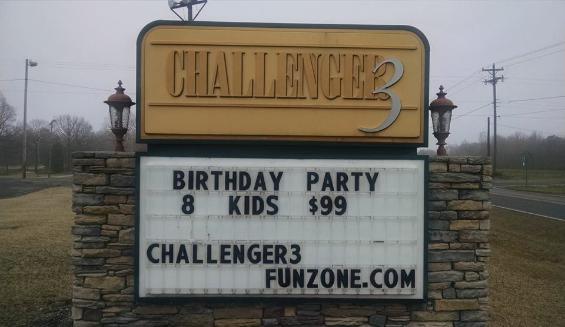 CHALLENGER 3
BIRTHDAY PARTY
8 KIDS $99
CHALLENGER3
FUNZONE.COM